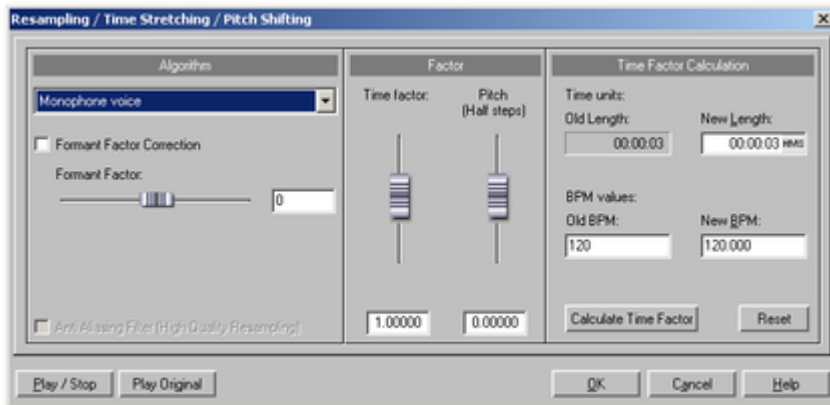 Resampling / Time Stretching / Pitch Shifting
Algorithm
Monophone voice
Formant Factor Correction
Formant Factor:
0
Anti Aliasing Filter (High Quality Resampling)
Factor
Time factor:
Pitch
(Half steps)
1.00000
0.00000
Time Factor Calculation
Time units:
Old Length:
New Length:
00:00:03
00:00:03 HMS
BPM values:
Old BPM:
New BPM:
120
120.000
Calculate Time Factor
Reset
Play / Stop
Play Original
OK
Cancel
Help